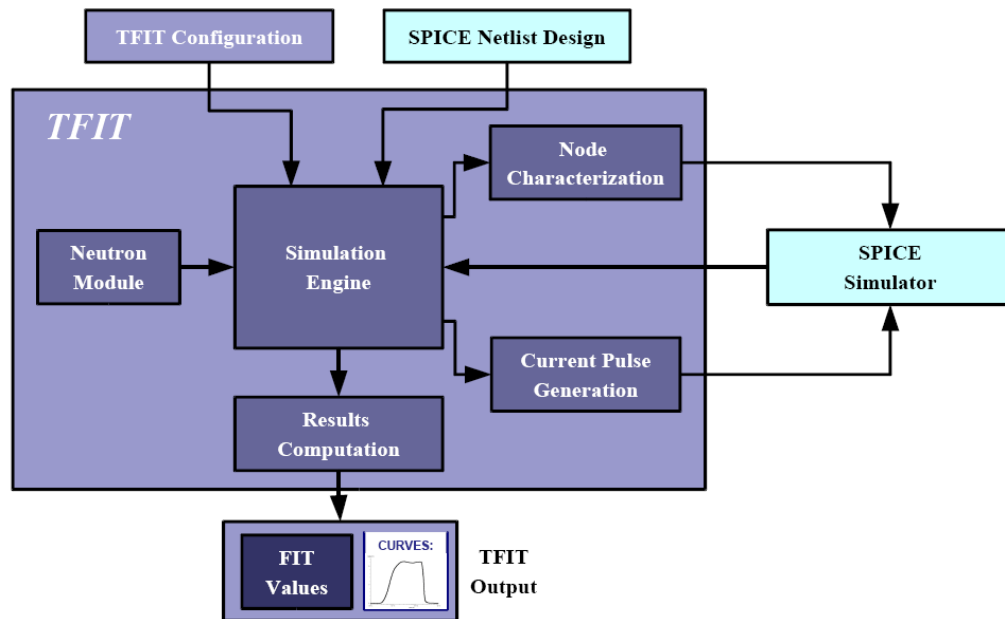 TFIT Configuration
SPICE Netlist Design
TFIT
Node
Characterization
Neutron
Module
Simulation
Engine
SPICE
Simulator
Current Pulse
Generation
Results
Computation
FIT
Values
CURVES:
TFIT
Output